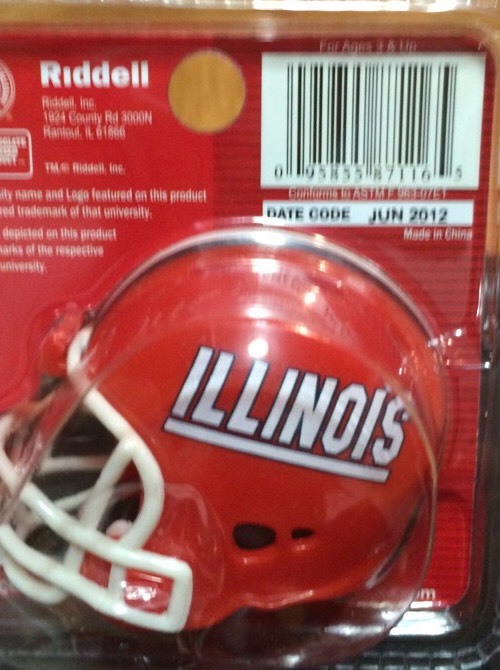 For Ages 3 & Up
Riddell
Riddell, Inc.
1824 County Rd 3000N
Rantoul, IL 61866
0 95855 87116 5
TM,© Riddell, Inc.
Conforms to ASTM F 963-07E1
ity name and Logo featured on this product
red trademark of that university.
DATE CODE JUN 2012
Made in China
depicted on this product
arks of the respective
university.
ILLINOIS